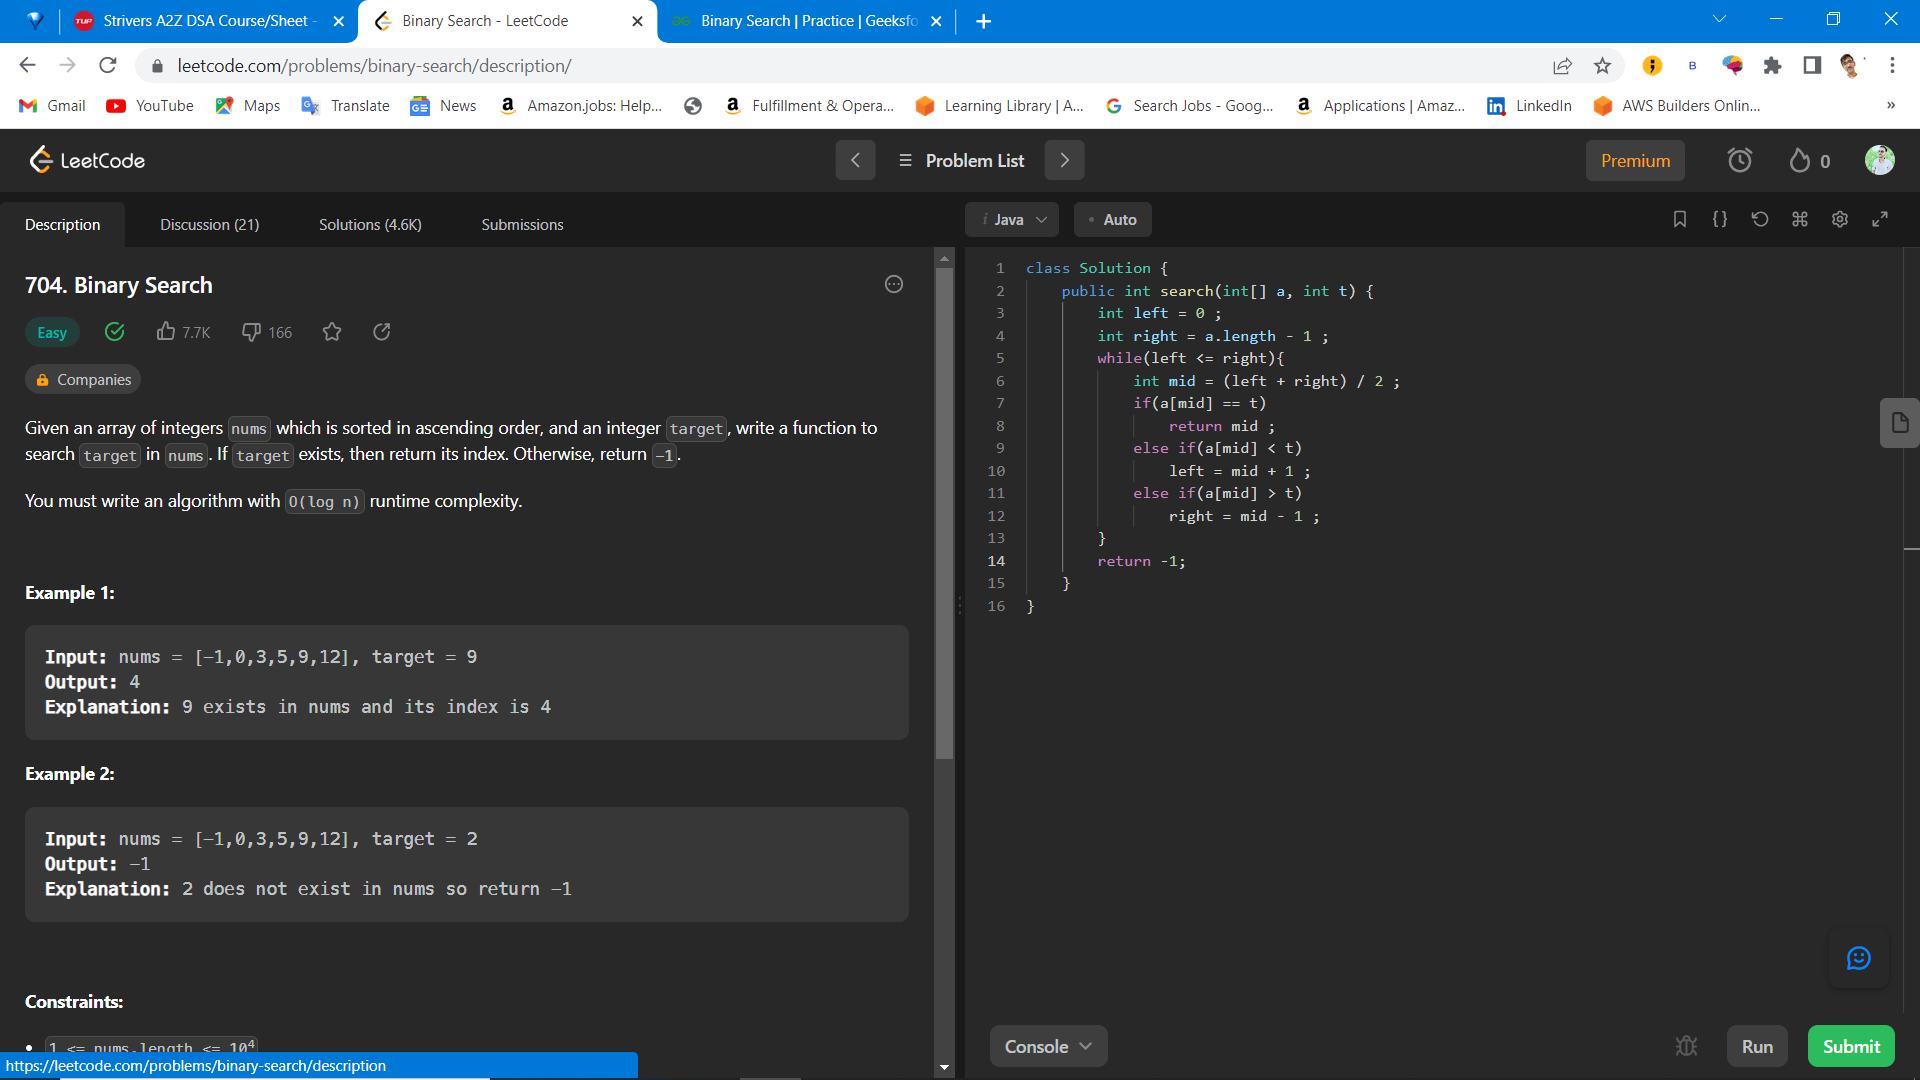 Strivers A2Z DSA Course/Sheet -
Binary Search - LeetCode
Binary Search | Practice | Geeksfo
leetcode.com/problems/binary-search/description/
Gmail
YouTube
Maps
Translate
News
Amazon.jobs: Help...
Fulfillment & Opera...
Learning Library | A...
Search Jobs - Goog...
Applications | Amaz...
LinkedIn
AWS Builders Onlin...
»
LeetCode
Problem List
Premium
0
Description
Discussion (21)
Solutions (4.6K)
Submissions
704. Binary Search
Easy
7.7K
166
Companies
Given an array of integers nums which is sorted in ascending order, and an integer target, write a function to
search target in nums. If target exists, then return its index. Otherwise, return -1.
You must write an algorithm with O(log n) runtime complexity.
Example 1:
Input: nums = [-1,0,3,5,9,12], target = 9
Output: 4
Explanation: 9 exists in nums and its index is 4
Example 2:
Input: nums = [-1,0,3,5,9,12], target = 2
Output: -1
Explanation: 2 does not exist in nums so return -1
Constraints:
• 1 <= nums.length <= 10⁴
https://leetcode.com/problems/binary-search/description
i Java
• Auto
1 class Solution {
2 public int search(int[] a, int t) {
3 int left = 0 ;
4 int right = a.length - 1 ;
5 while(left <= right){
6 int mid = (left + right) / 2 ;
7 if(a[mid] == t)
8 return mid ;
9 else if(a[mid] < t)
10 left = mid + 1 ;
11 else if(a[mid] > t)
12 right = mid - 1 ;
13 }
14 return -1;
15 }
16 }
Console
Run
Submit